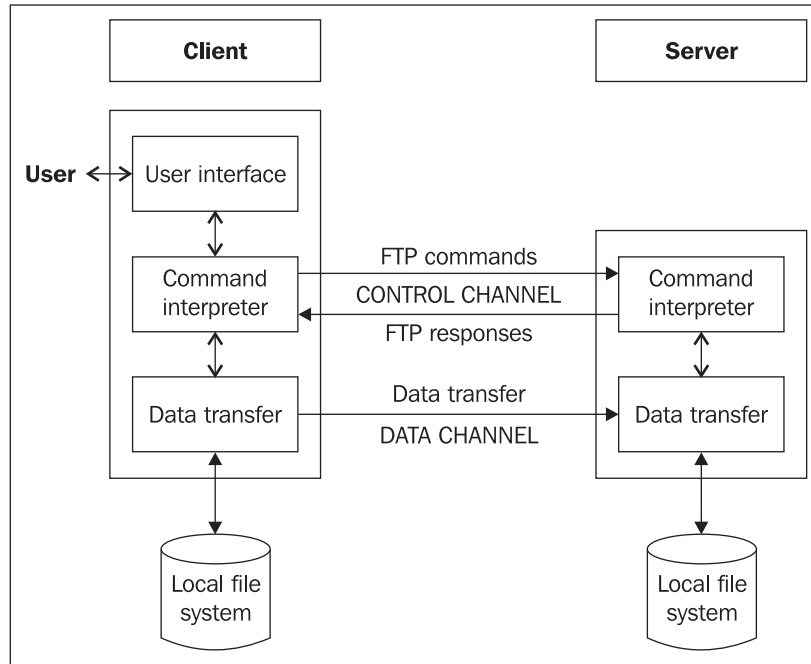 Client
Server
User
User interface
FTP commands
Command
interpreter
CONTROL CHANNEL
Command
interpreter
FTP responses
Data transfer
Data transfer
DATA CHANNEL
Data transfer
Local file
system
Local file
system